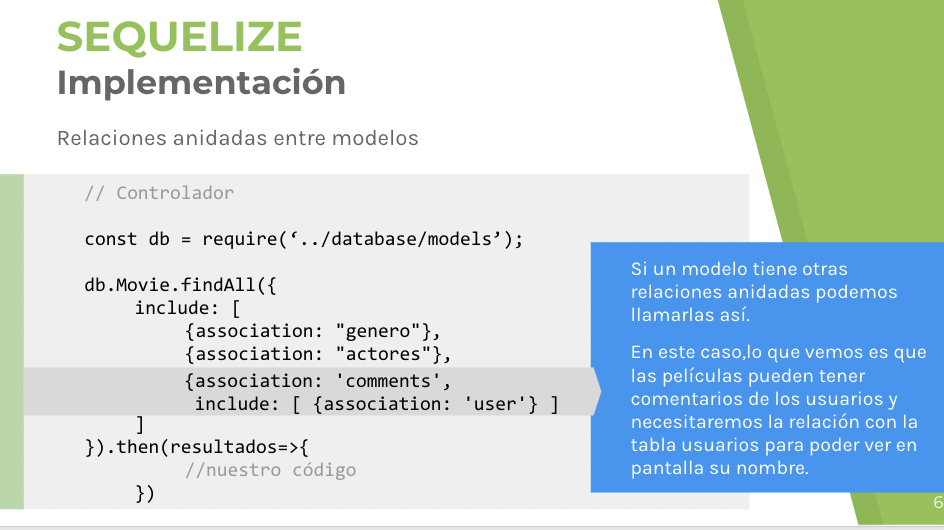 SEQUELIZE
Implementación
Relaciones anidadas entre modelos
// Controlador
const db = require(‘../database/models’);
db.Movie.findAll({
include: [
{association: "genero"},
{association: "actores"},
{association: 'comments',
include: [ {association: 'user'} ]
]
}).then(resultados=>{
//nuestro código
})
Si un modelo tiene otras
relaciones anidadas podemos
llamarlas así.
En este caso,lo que vemos es que
las películas pueden tener
comentarios de los usuarios y
necesitaremos la relación con la
tabla usuarios para poder ver en
pantalla su nombre.
6